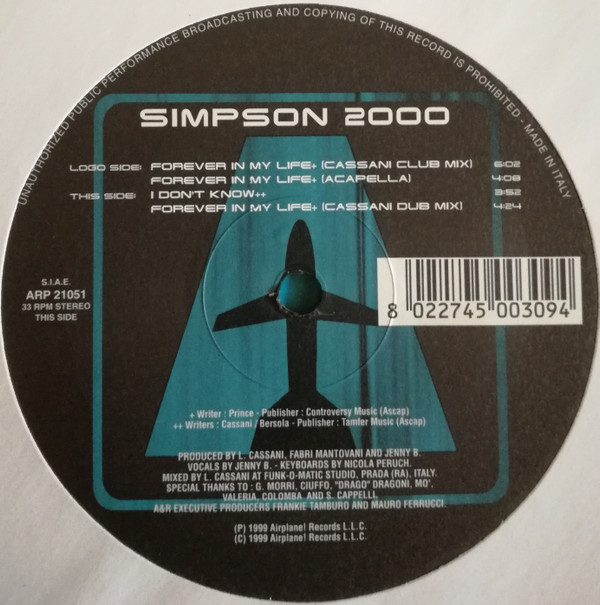 UNAUTHORIZED PUBLIC PERFORMANCE BROADCASTING AND COPYING OF THIS RECORD IS PROHIBITED - MADE IN ITALY
SIMPSON 2000
LOGO SIDE: FOREVER IN MY LIFE+ (CASSANI CLUB MIX) 6:02
FOREVER IN MY LIFE+ (ACAPELLA) 4:08
THIS SIDE: I DON'T KNOW++ 3:52
FOREVER IN MY LIFE+ (CASSANI DUB MIX) 4:24
S.I.A.E.
ARP 21051
33 RPM STEREO
THIS SIDE
8 022745 003094
+ Writer : Prince - Publisher : Controversy Music (Ascap)
++ Writers : Cassani / Bersola - Publisher : Tamfer Music (Ascap)
PRODUCED BY L. CASSANI, FABRI MANTOVANI AND JENNY B.
VOCALS BY JENNY B. - KEYBOARDS BY NICOLA PERUCH.
MIXED BY L. CASSANI AT FUNK-O-MATIC STUDIO, PRADA (RA), ITALY.
SPECIAL THANKS TO : G. MORRI, CIUFFO, "DRAGO" DRAGONI, MO',
VALERIA, COLOMBA, AND S. CAPPELLI.
A&R EXECUTIVE PRODUCERS FRANKIE TAMBURO AND MAURO FERRUCCI.
(P) 1999 Airplane! Records L.L.C.
(C) 1999 Airplane! Records L.L.C.